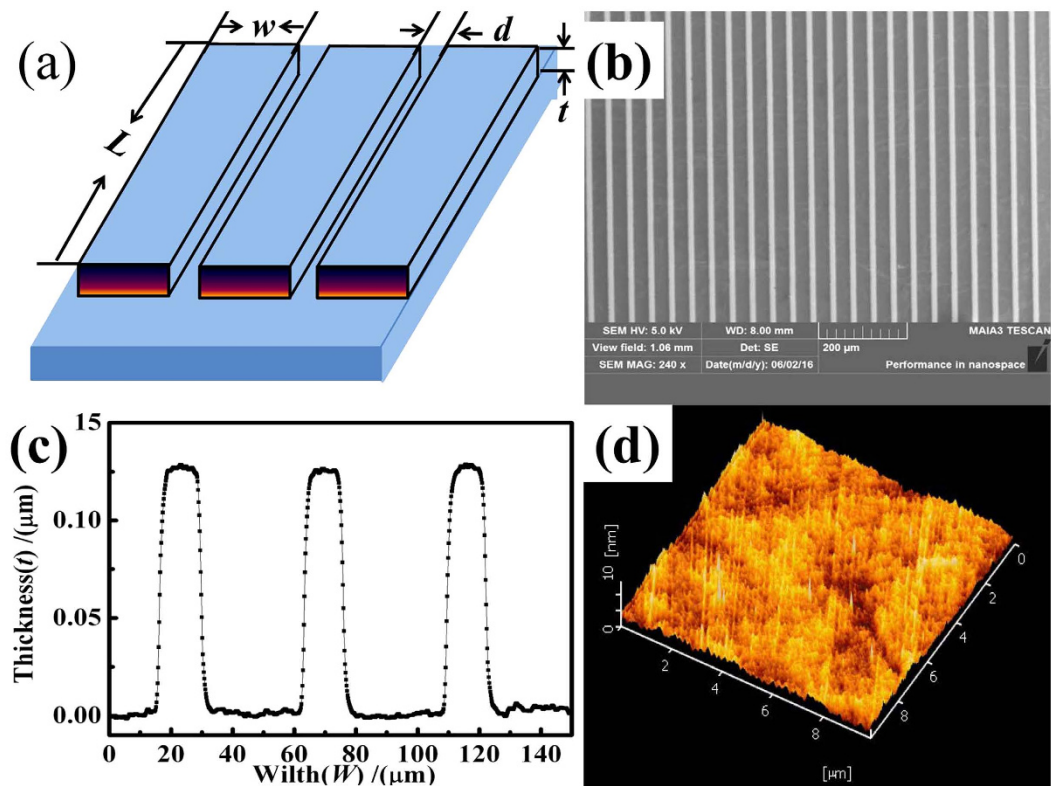 (a)
w
d
t
L
(b)
SEM HV: 5.0 kV WD: 8.00 mm MAIA3 TESCAN
View field: 1.06 mm Det: SE 200 μm
SEM MAG: 240 x Date(m/d/y): 06/02/16 Performance in nanospace
(c)
15
0.10
0.05
0.00
Thickness(t) /(μm)
0 20 40 60 80 100 120 140
Wilth(W) /(μm)
(d)
10 [nm]
0
2 4 6 8
[μm]
0
2
4
6
8